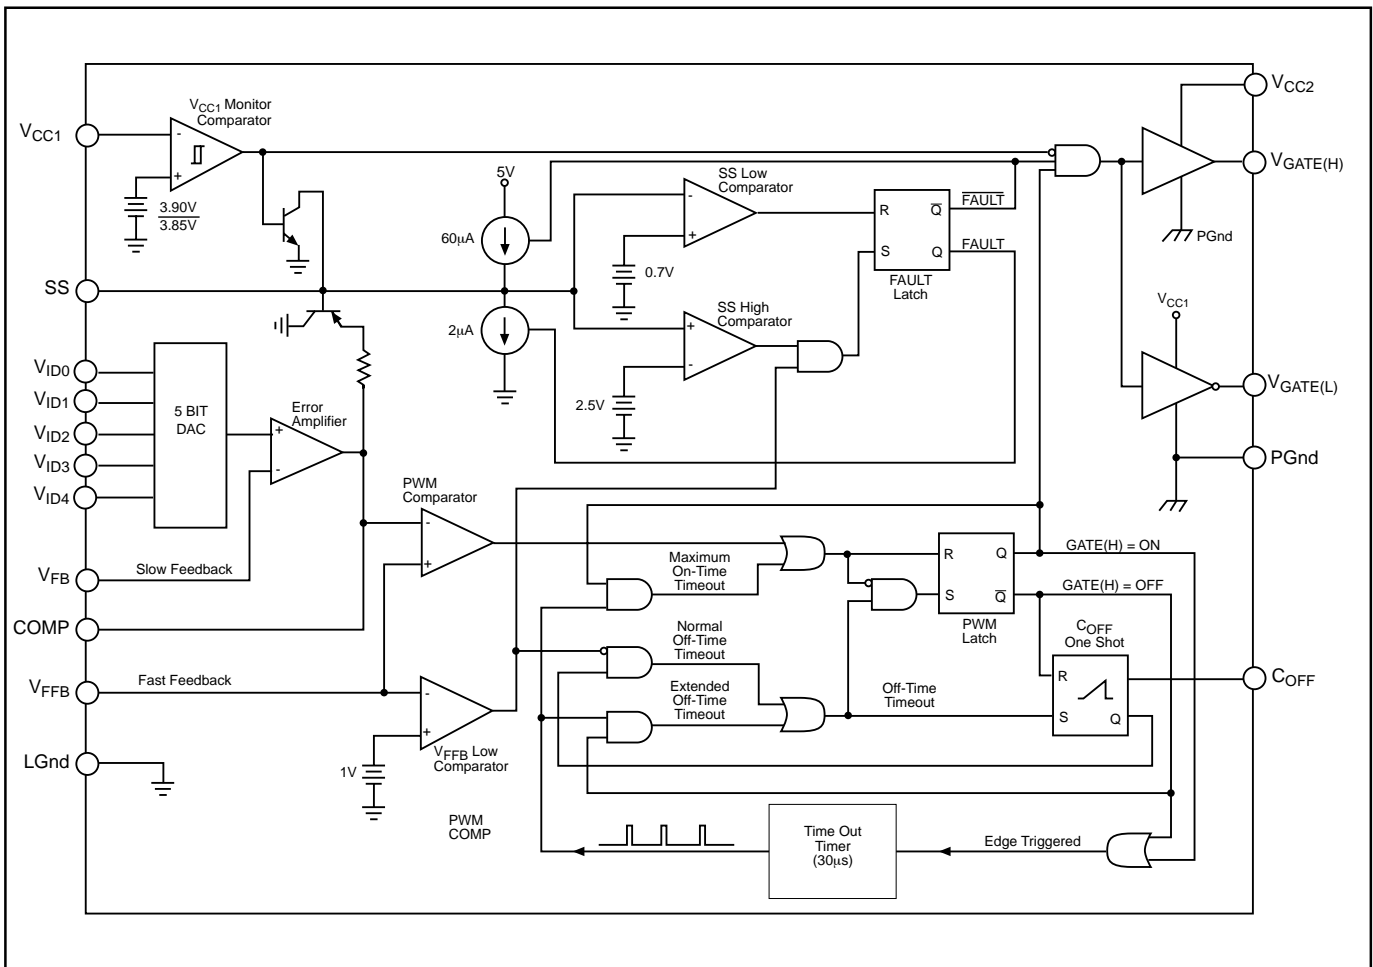 VCC1
VCC1 Monitor
Comparator
-
+
3.90V
3.85V
5V
60µA
SS Low
Comparator
-
+
0.7V
R
Q
FAULT
S
Q
FAULT
FAULT
Latch
VCC2
VGATE(H)
PGnd
SS
2µA
SS High
Comparator
+
-
2.5V
VCC1
VGATE(L)
PGnd
VID0
VID1
VID2
VID3
VID4
5 BIT
DAC
Error
Amplifier
+
-
PWM
Comparator
-
+
VFB
Slow Feedback
COMP
VFFB
Fast Feedback
LGnd
Maximum
On-Time
Timeout
Normal
Off-Time
Timeout
Extended
Off-Time
Timeout
R
Q
S
Q
PWM
Latch
GATE(H) = ON
GATE(H) = OFF
COFF
One Shot
R
S
Q
COFF
Off-Time
Timeout
-
+
VFFB Low
Comparator
1V
PWM
COMP
Time Out
Timer
(30µs)
Edge Triggered